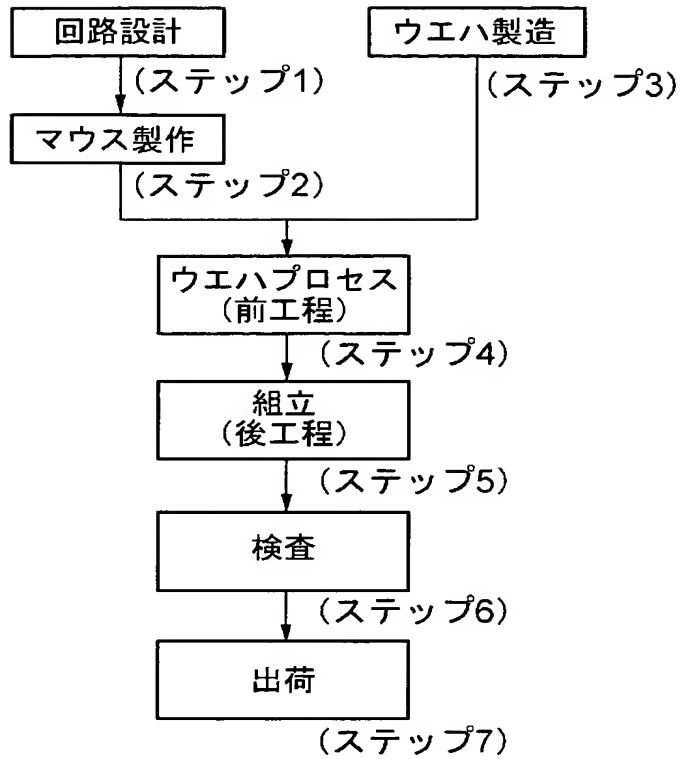 回路設計
ウエハ製造
(ステップ1)
(ステップ3)
マウス製作
(ステップ2)
ウエハプロセス
(前工程)
(ステップ4)
組立
(後工程)
(ステップ5)
検査
(ステップ6)
出荷
(ステップ7)